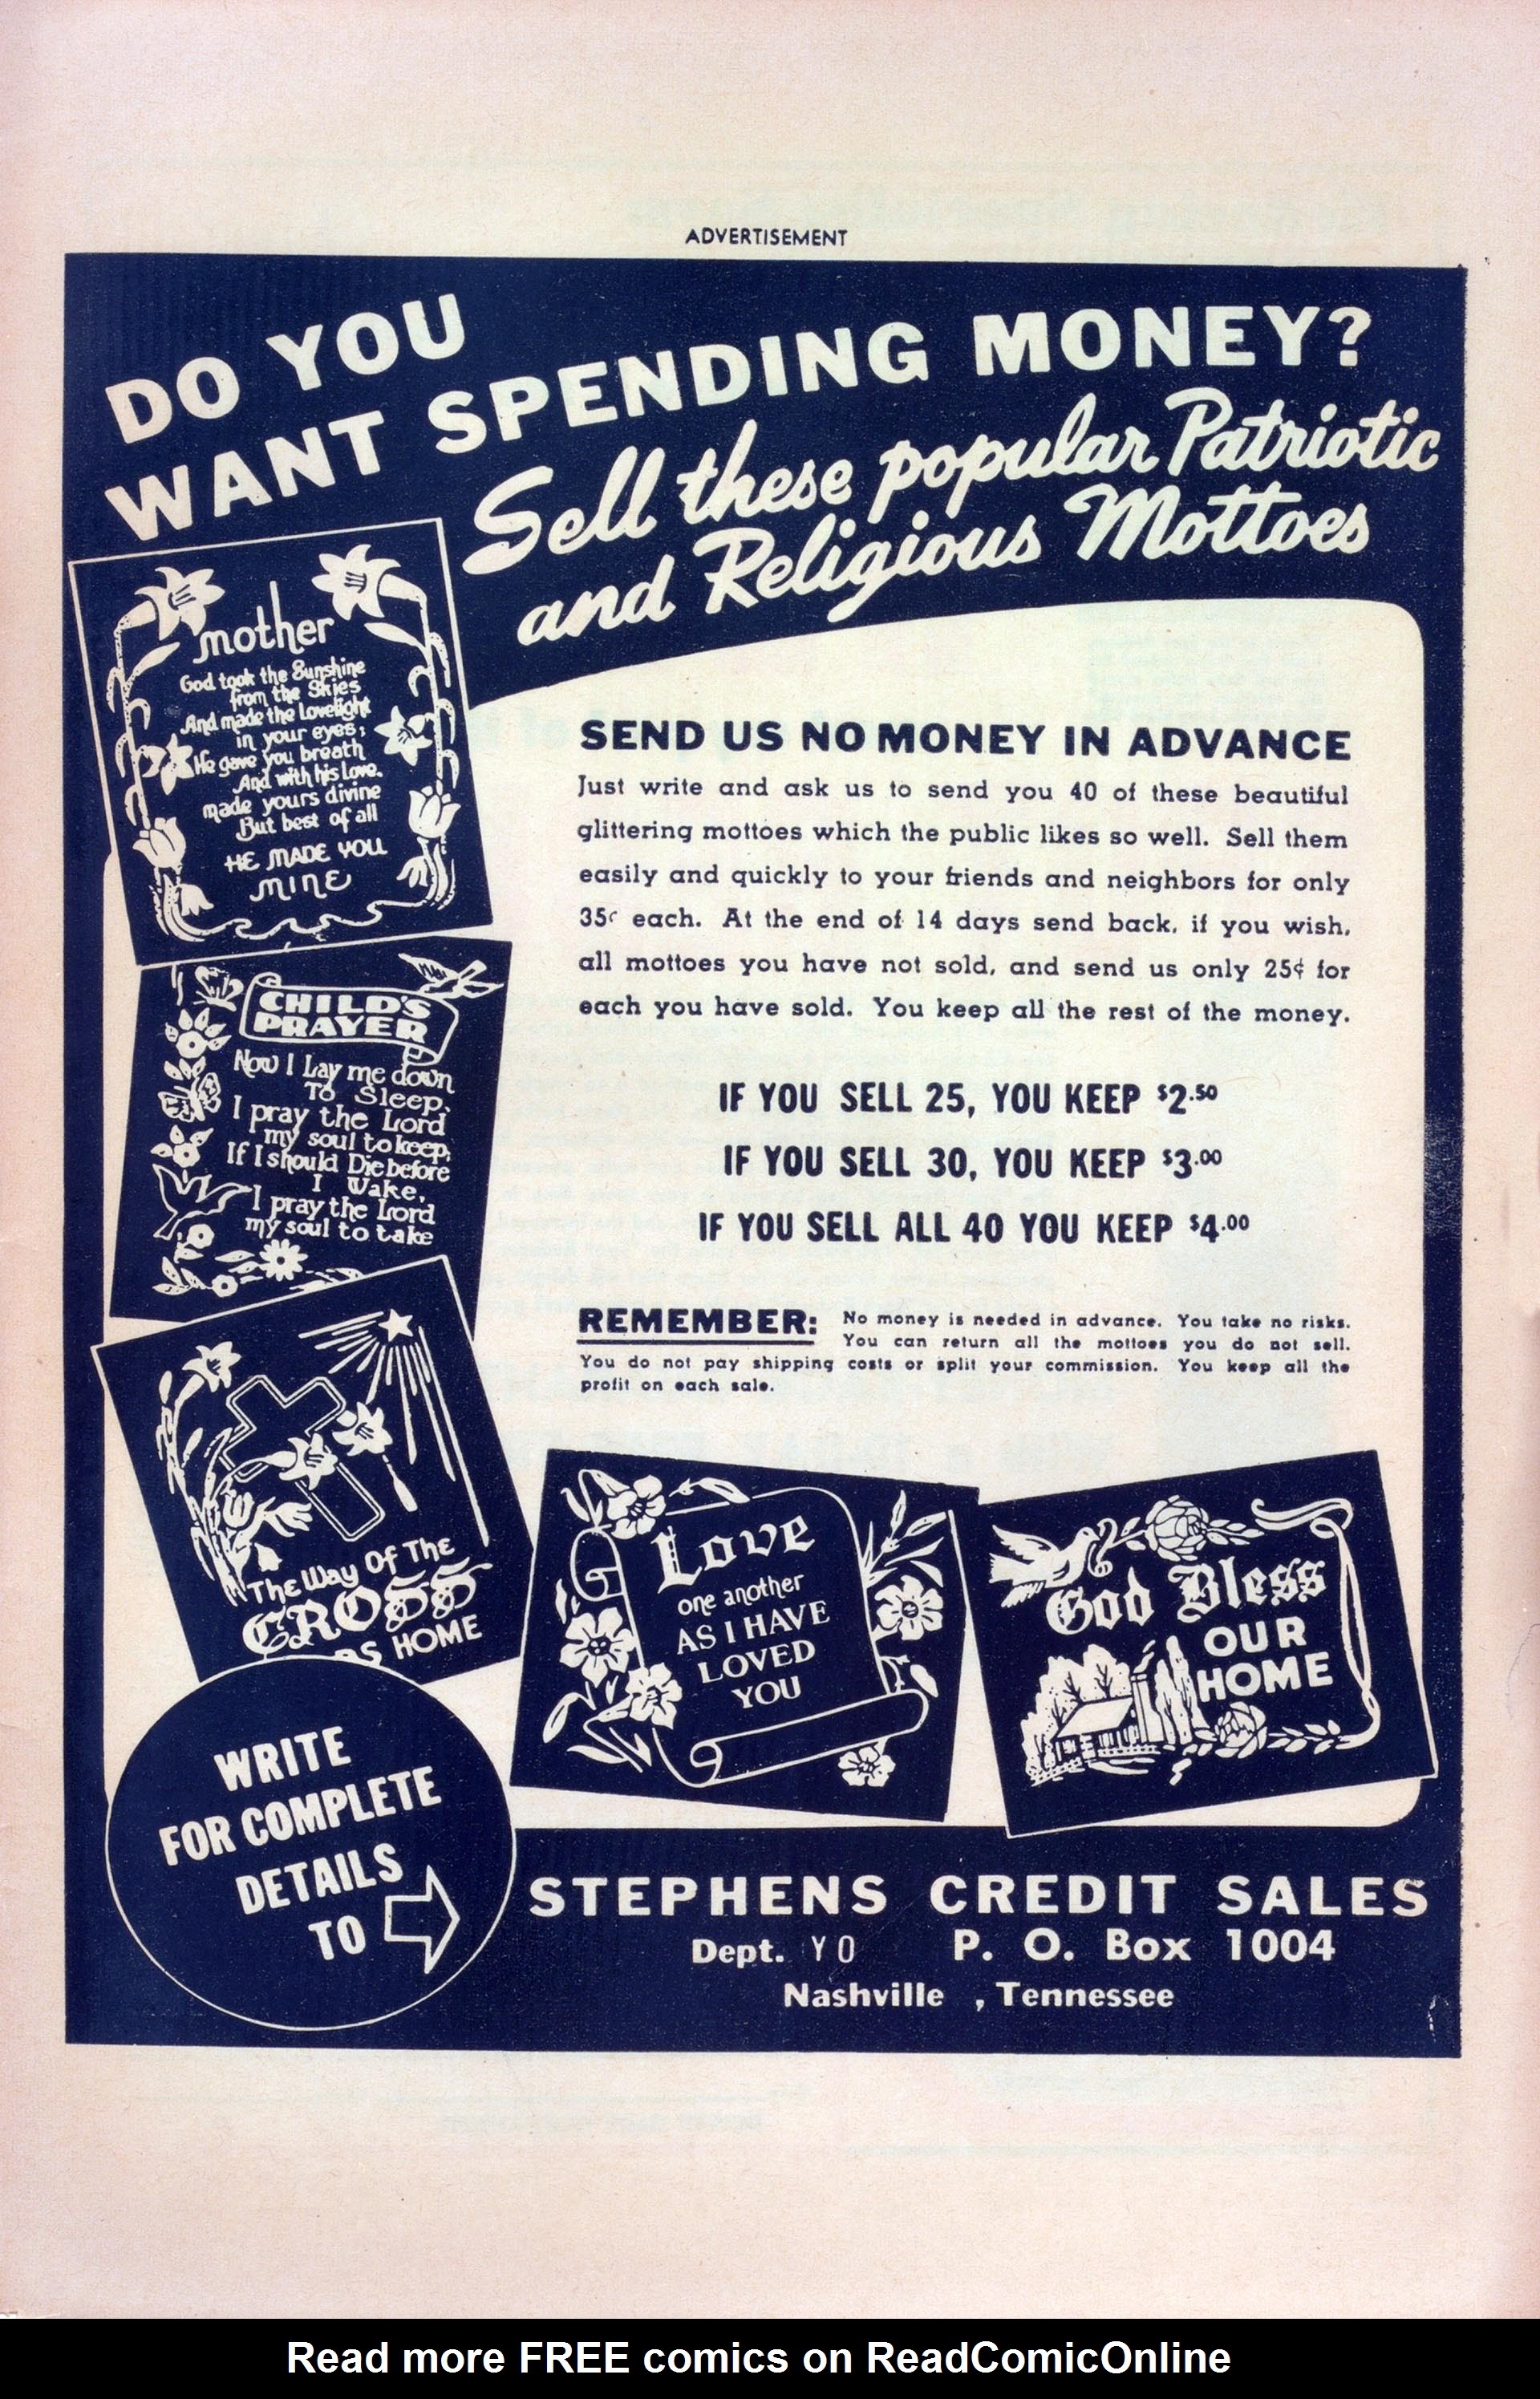 ADVERTISEMENT
DO YOU
WANT SPENDING MONEY?
Sell these popular Patriotic
and Religious Mottoes
mother
God took the Sunshine
from the Skies
And made the Lovelight
in your eyes;
He gave you breath
And with his Love.
made yours divine
But best of all
HE MADE YOU
MINE
CHILD'S
PRAYER
Now I Lay me down
To Sleep,
I pray the Lord
my soul to keep,
If I should Die before
I Wake,
I pray the Lord
my soul to take
The Way Of The
CROSS
HOME
SEND US NO MONEY IN ADVANCE
Just write and ask us to send you 40 of these beautiful
glittering mottoes which the public likes so well. Sell them
easily and quickly to your friends and neighbors for only
35¢ each. At the end of 14 days send back, if you wish,
all mottoes you have not sold, and send us only 25¢ for
each you have sold. You keep all the rest of the money.
IF YOU SELL 25, YOU KEEP $2.50
IF YOU SELL 30, YOU KEEP $3.00
IF YOU SELL ALL 40 YOU KEEP $4.00
REMEMBER: No money is needed in advance. You take no risks.
You can return all the mottoes you do not sell.
You do not pay shipping costs or split your commission. You keep all the
profit on each sale.
Love
one another
AS I HAVE
LOVED
YOU
God Bless
OUR
HOME
WRITE
FOR COMPLETE
DETAILS
TO
STEPHENS CREDIT SALES
Dept. YO P. O. Box 1004
Nashville , Tennessee
Read more FREE comics on ReadComicOnline